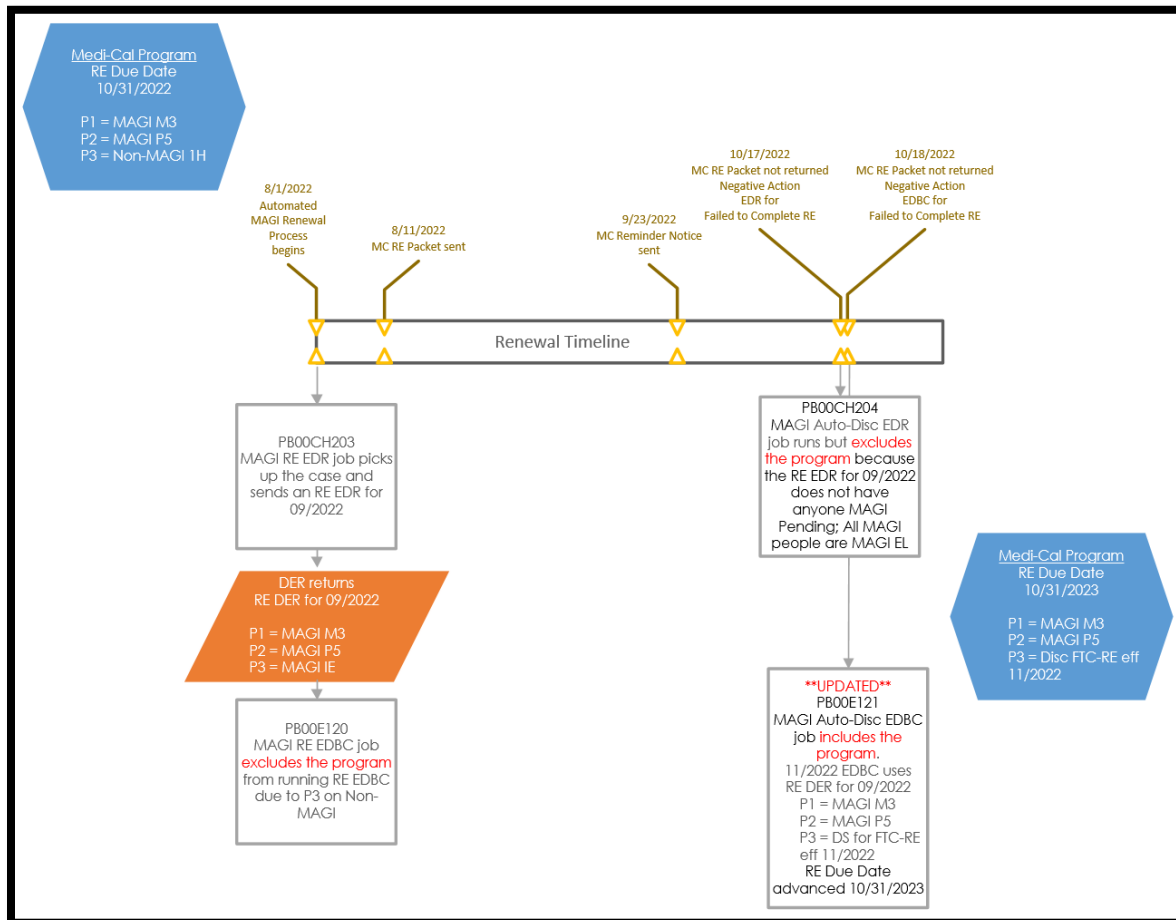 Medi-Cal Program
RE Due Date
10/31/2022
P1 = MAGI M3
P2 = MAGI P5
P3 = Non-MAGI 1H
8/1/2022
Automated
MAGI Renewal
Process
begins
8/11/2022
MC RE Packet sent
9/23/2022
MC Reminder Notice
sent
10/17/2022
MC RE Packet not returned
Negative Action
EDR for
Failed to Complete RE
10/18/2022
MC RE Packet not returned
Negative Action
EDBC for
Failed to Complete RE
Renewal Timeline
PB00CH203
MAGI RE EDR job picks
up the case and
sends an RE EDR for
09/2022
DER returns
RE DER for 09/2022
P1 = MAGI M3
P2 = MAGI P5
P3 = MAGI IE
PB00E120
MAGI RE EDBC job
excludes the program
from running RE EDBC
due to P3 on Non-
MAGI
PB00CH204
MAGI Auto-Disc EDR
job runs but excludes
the program because
the RE EDR for 09/2022
does not have
anyone MAGI
Pending; All MAGI
people are MAGI EL
**UPDATED**
PB00E121
MAGI Auto-Disc EDBC
job includes the
program.
11/2022 EDBC uses
RE DER for 09/2022
P1 = MAGI M3
P2 = MAGI P5
P3 = DS for FTC-RE
eff 11/2022
RE Due Date
advanced 10/31/2023
Medi-Cal Program
RE Due Date
10/31/2023
P1 = MAGI M3
P2 = MAGI P5
P3 = Disc FTC-RE eff
11/2022